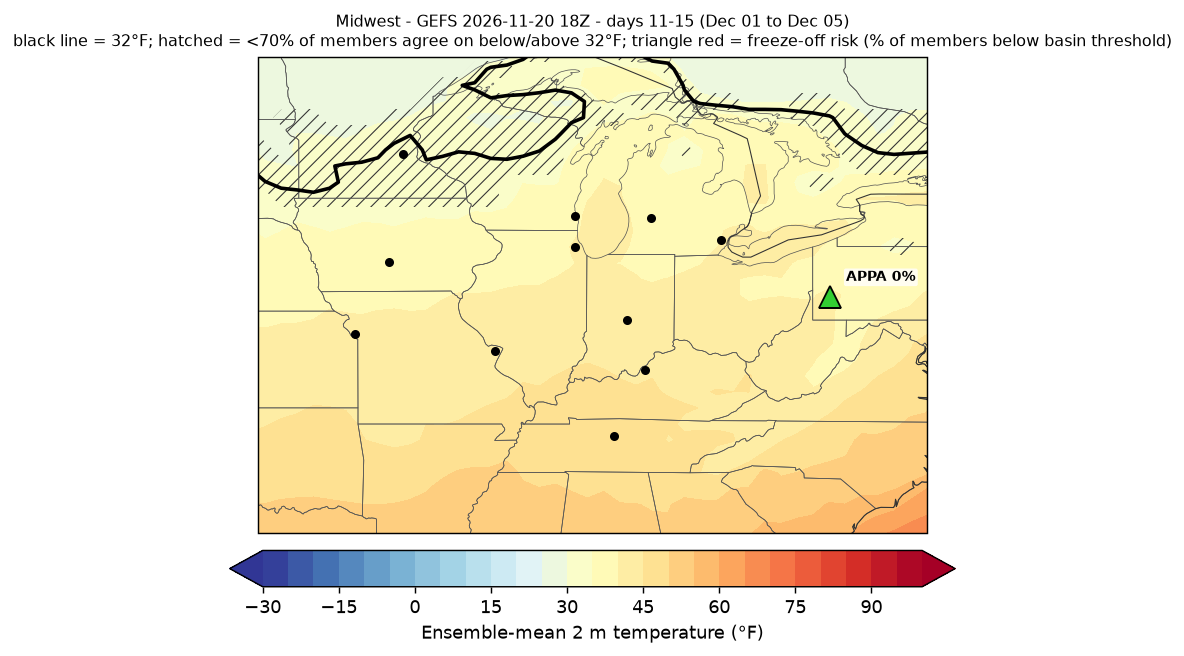 Midwest - GEFS 2026-11-20 18Z - days 11-15 (Dec 01 to Dec 05)
black line = 32°F; hatched = <70% of members agree on below/above 32°F; triangle red = freeze-off risk (% of members below basin threshold)
APPA 0%
−30 −15 0 15 30 45 60 75 90
Ensemble-mean 2 m temperature (°F)